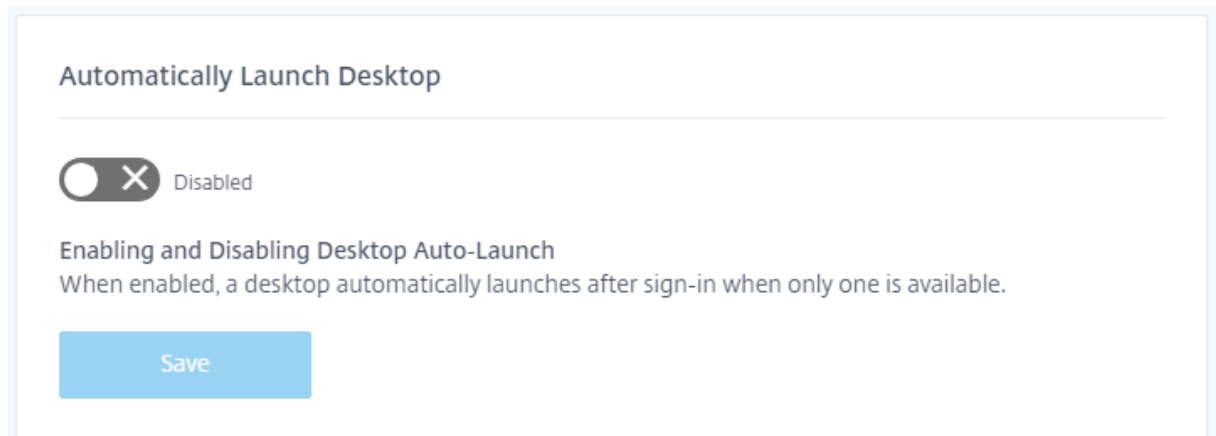 Automatically Launch Desktop
Disabled
Enabling and Disabling Desktop Auto-Launch
When enabled, a desktop automatically launches after sign-in when only one is available.
Save